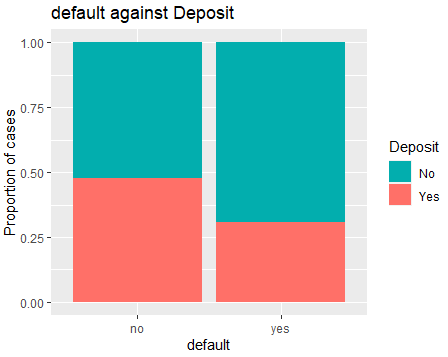 default against Deposit
1.00
0.75
0.50
0.25
0.00
Proportion of cases
no yes
default
Deposit
No
Yes